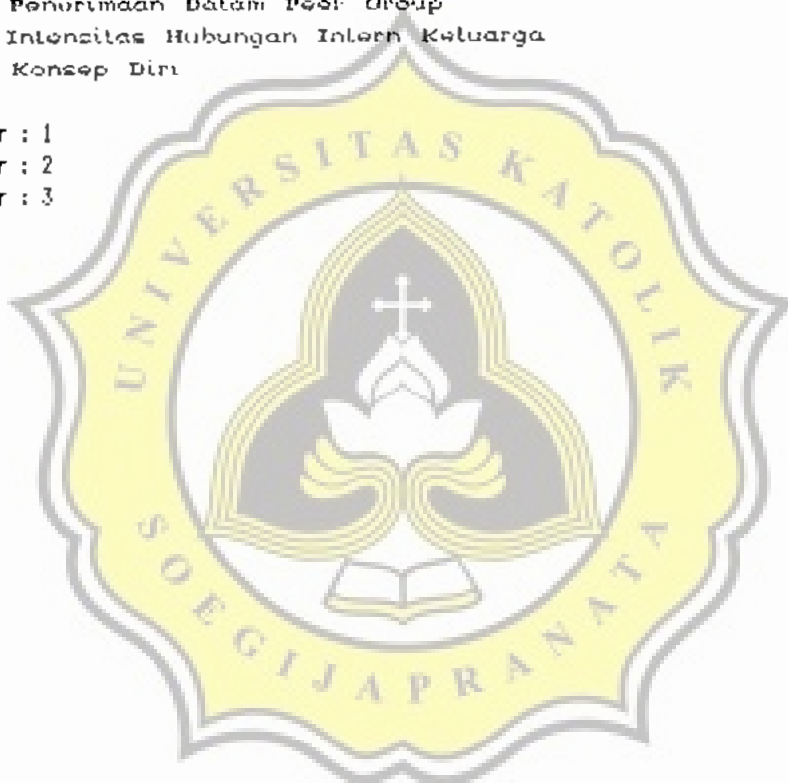 Penerimaan Dalam Peer Group
Intensitas Hubungan Intern Keluarga
Konsep Diri
r : 1
r : 2
r : 3
UNIVERSITAS KATOLIK
SOEGIJAPRANATA